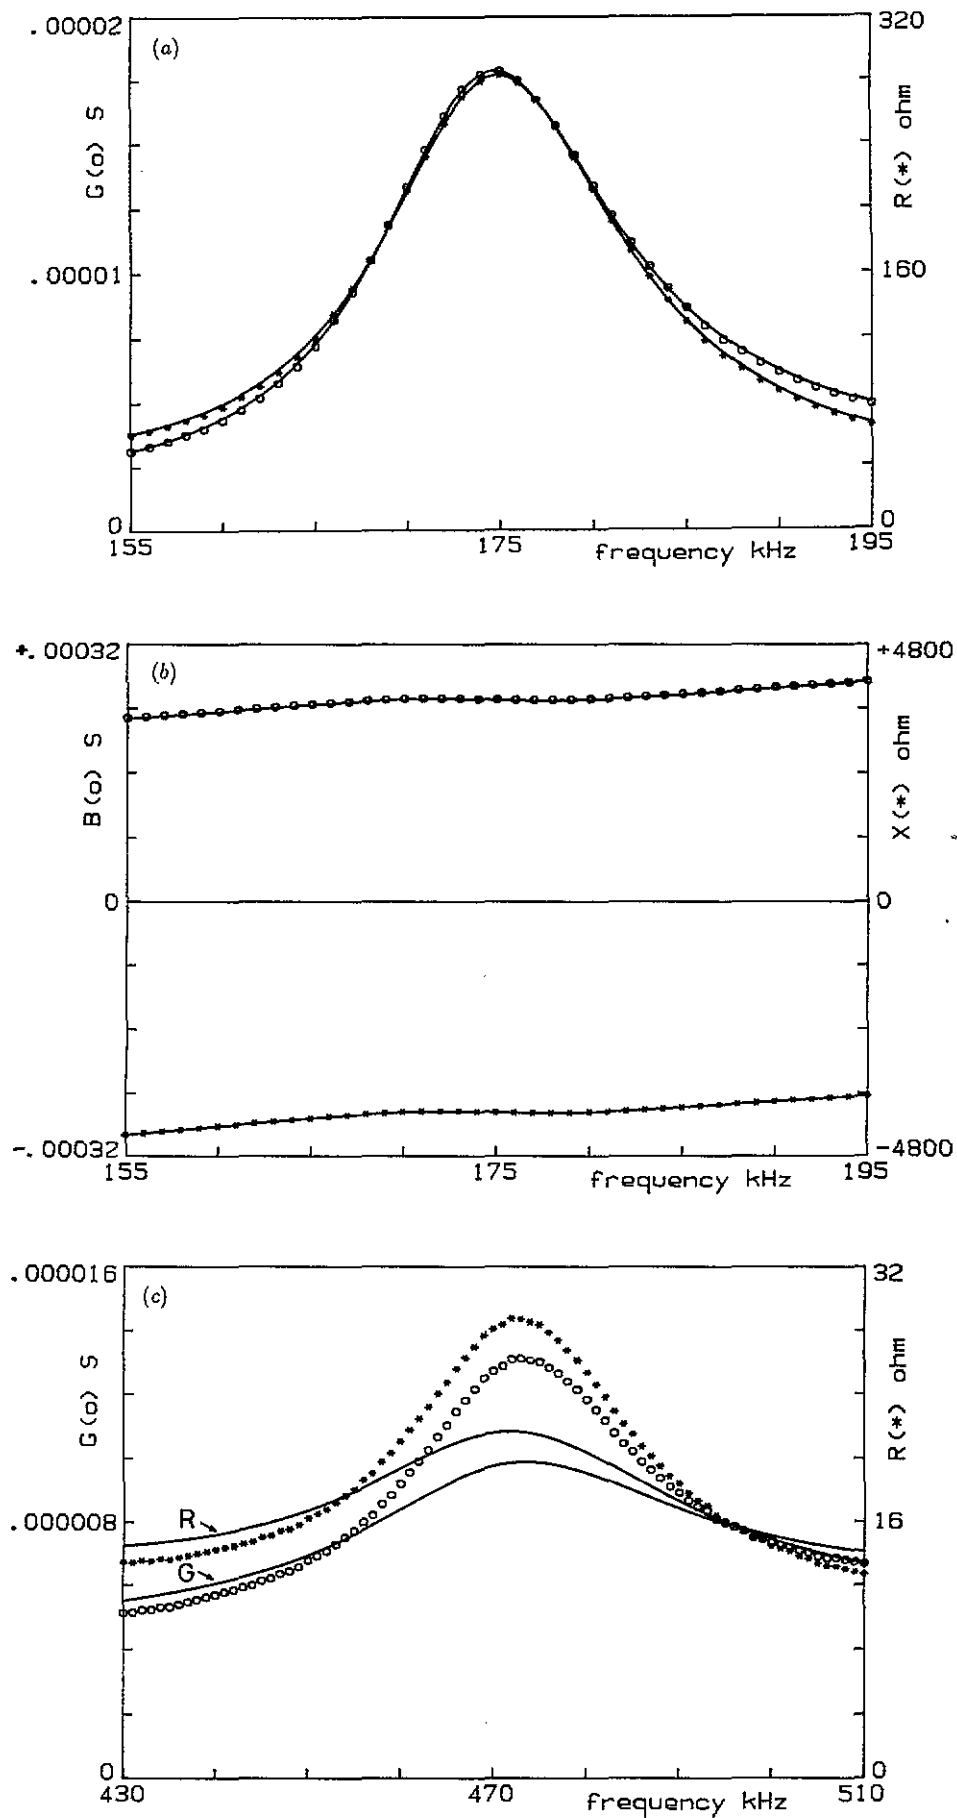 .00002
320
(a)
G(o) S
R(*) ohm
.00001
160
0
0
155
175
frequency kHz
195
+.00032
+4800
(b)
B(o) S
X(*) ohm
0
0
-.00032
-4800
155
175
frequency kHz
195
.000016
32
(c)
G(o) S
R(*) ohm
R
.000008
16
G
0
0
430
470
frequency kHz
510